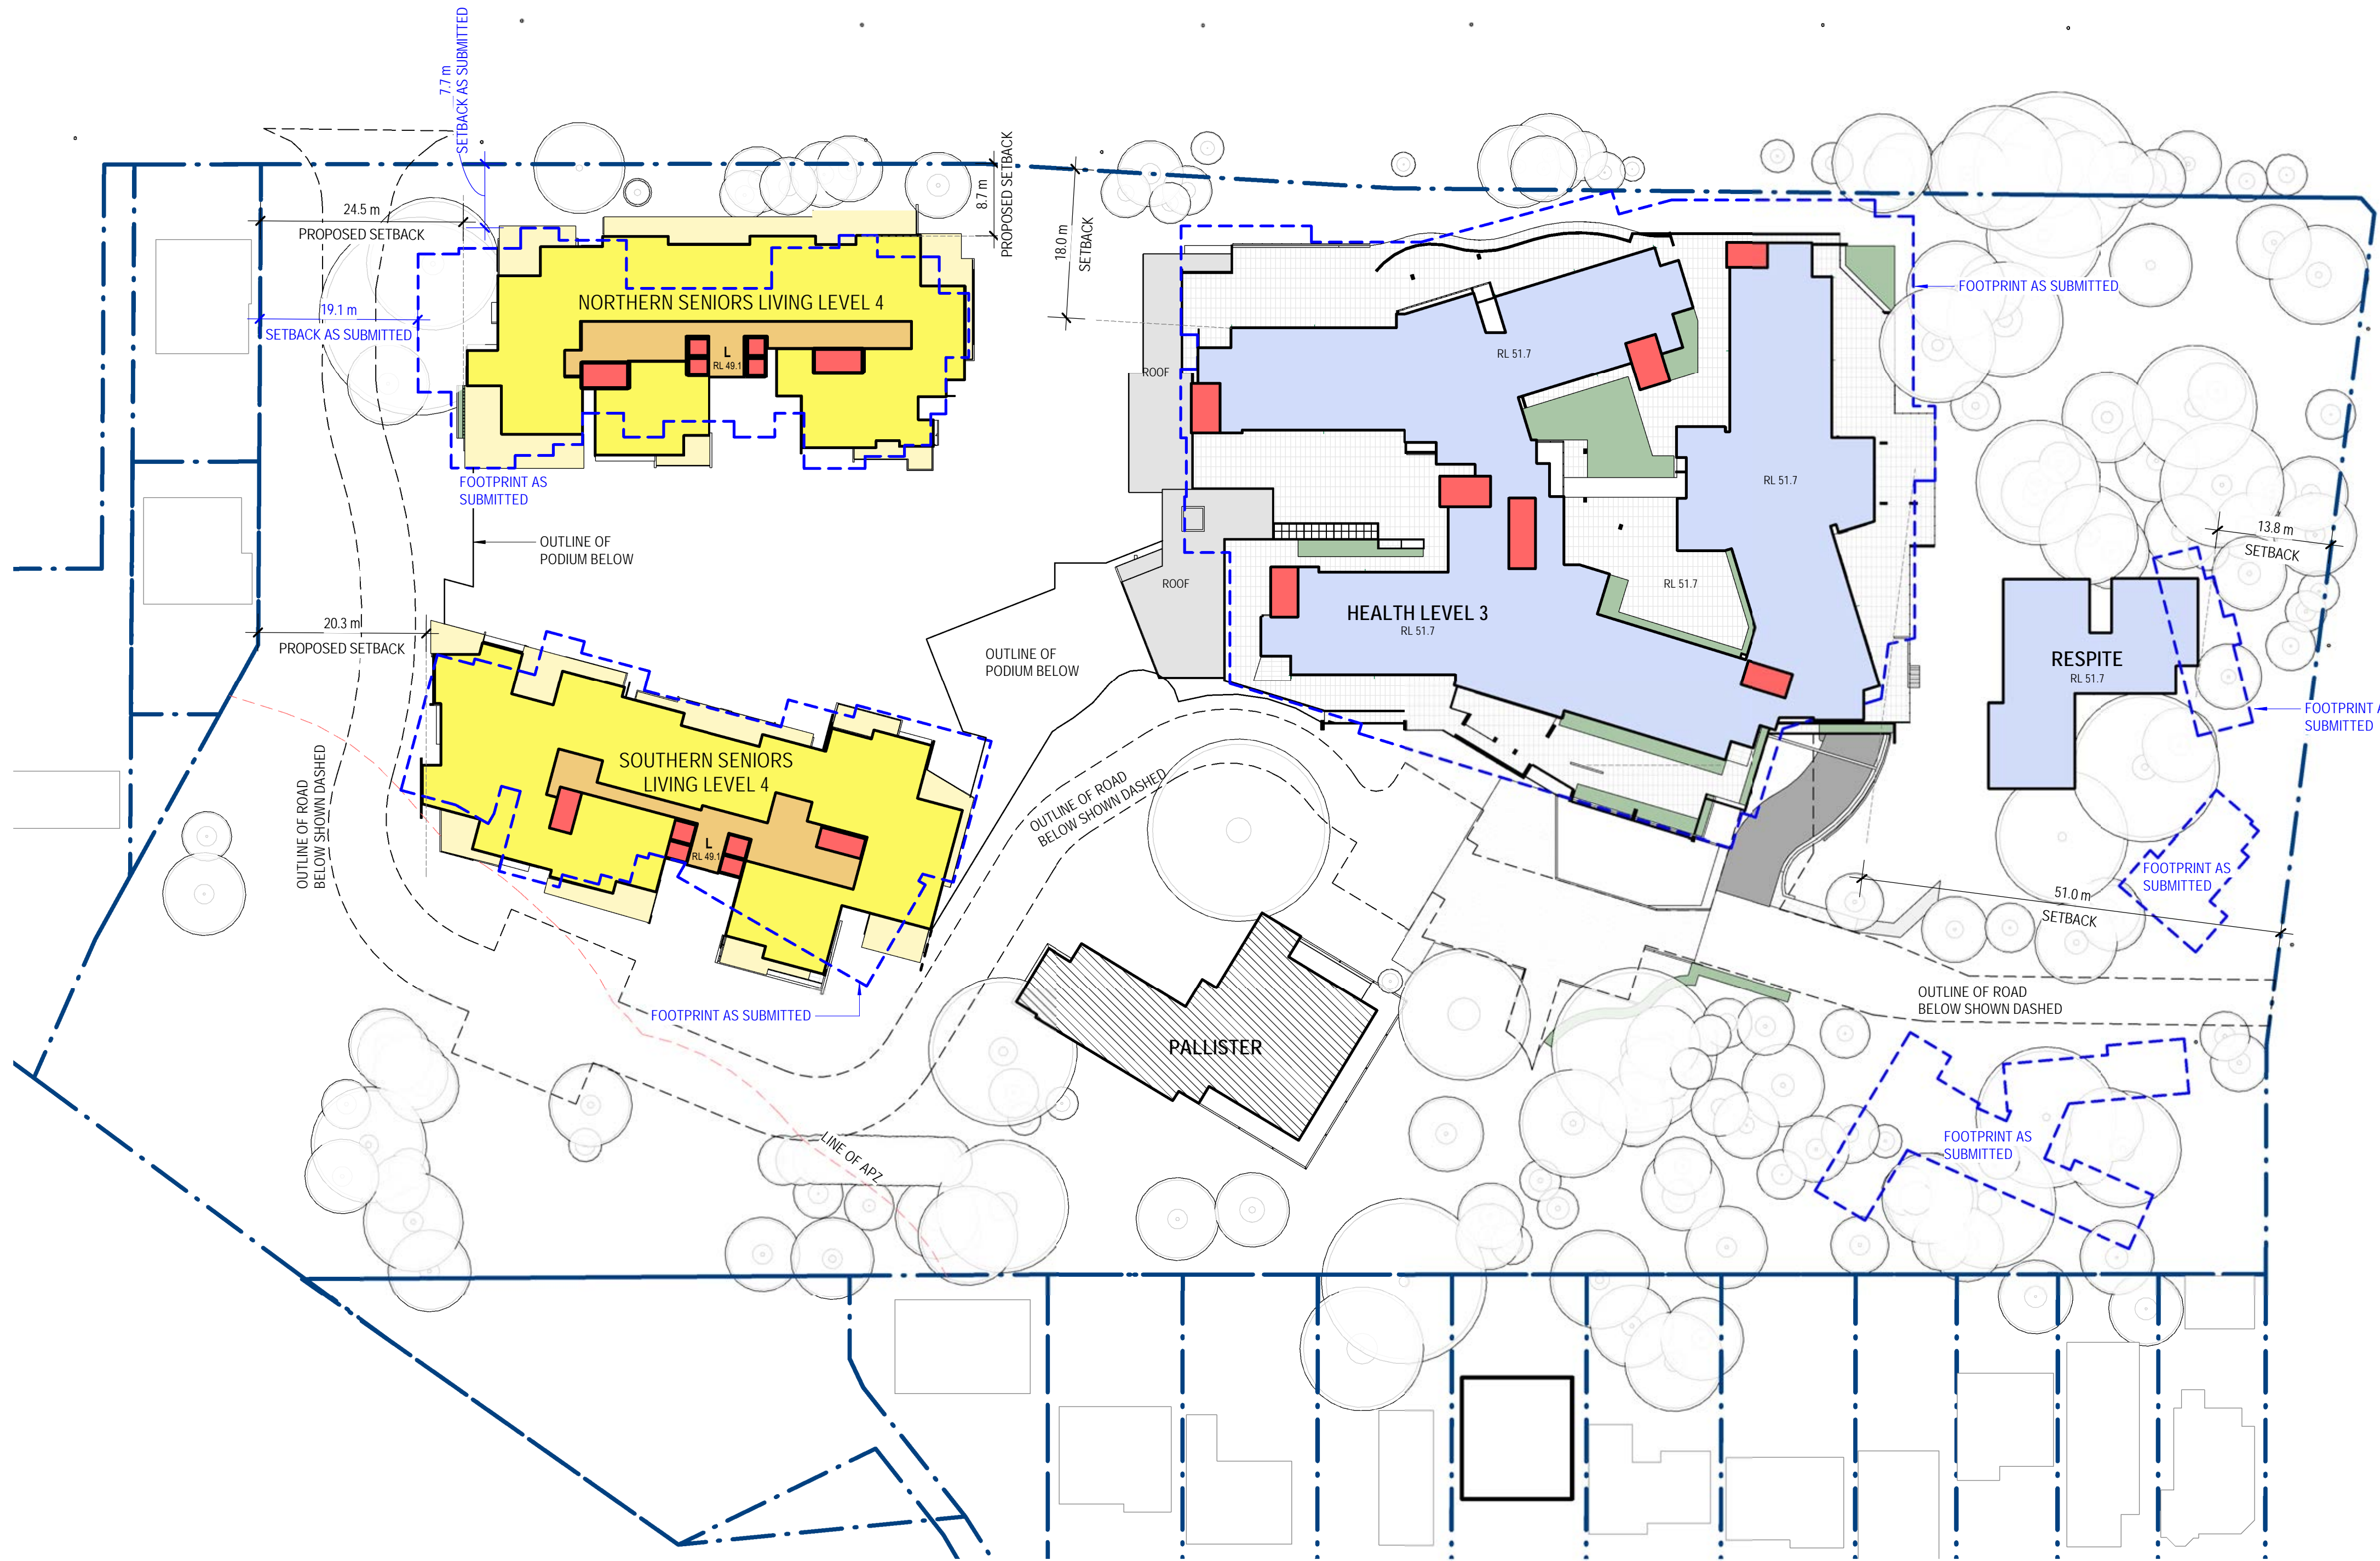 7.7 m
SETBACK AS SUBMITTED
24.5 m
PROPOSED SETBACK
8.7 m
PROPOSED SETBACK
18.0 m
SETBACK
19.1 m
SETBACK AS SUBMITTED
NORTHERN SENIORS LIVING LEVEL 4
L
RL 49.1
FOOTPRINT AS
SUBMITTED
OUTLINE OF
PODIUM BELOW
20.3 m
PROPOSED SETBACK
SOUTHERN SENIORS
LIVING LEVEL 4
L
RL 49.1
OUTLINE OF ROAD
BELOW SHOWN DASHED
FOOTPRINT AS SUBMITTED
OUTLINE OF
PODIUM BELOW
OUTLINE OF ROAD
BELOW SHOWN DASHED
LINE OF APZ
PALLISTER
ROOF
ROOF
RL 51.7
RL 51.7
RL 51.7
HEALTH LEVEL 3
RL 51.7
FOOTPRINT AS SUBMITTED
13.8 m
SETBACK
RESPITE
RL 51.7
FOOTPRINT A
SUBMITTED
FOOTPRINT AS
SUBMITTED
51.0 m
SETBACK
OUTLINE OF ROAD
BELOW SHOWN DASHED
FOOTPRINT AS
SUBMITTED